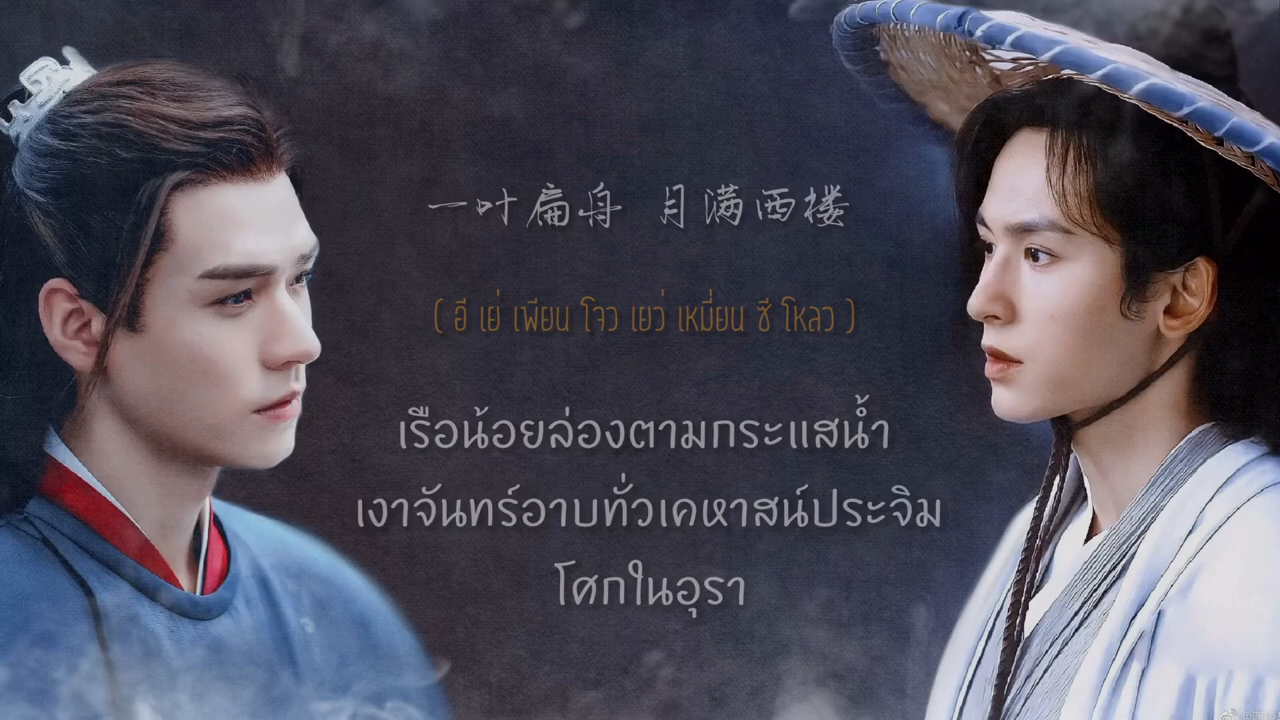 一叶扁舟 月满西楼
( อี เย่ เพียน โจว เยว่ เหมี่ยน ซี โหลว )
เรือน้อยล่องตามกระแสน้ำ
เงาจันทร์อาบทั่วเคหาสน์ประจิม
โศกในอุรา